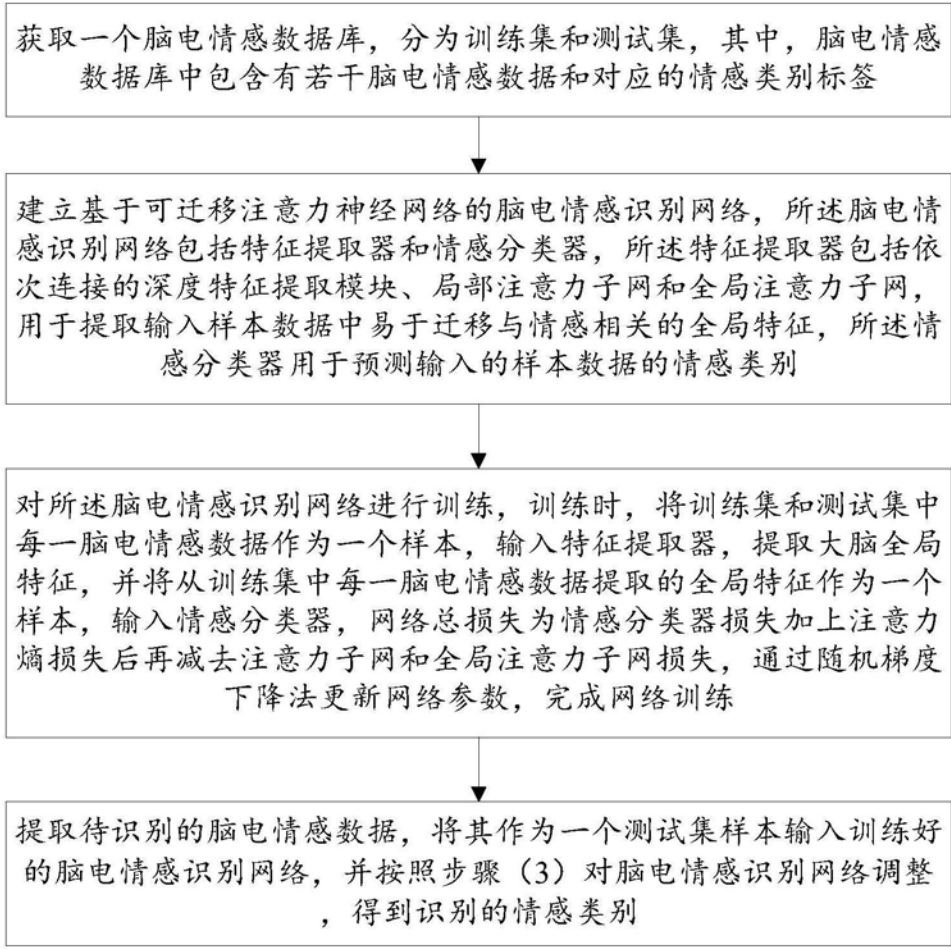 获取一个脑电情感数据库，分为训练集和测试集，其中，脑电情感
数据库中包含有若干脑电情感数据和对应的情感类别标签
建立基于可迁移注意力神经网络的脑电情感识别网络，所述脑电情
感识别网络包括特征提取器和情感分类器，所述特征提取器包括依
次连接的深度特征提取模块、局部注意力子网和全局注意力子网，
用于提取输入样本数据中易于迁移与情感相关的全局特征，所述情
感分类器用于预测输入的样本数据的情感类别
对所述脑电情感识别网络进行训练，训练时，将训练集和测试集中
每一脑电情感数据作为一个样本，输入特征提取器，提取大脑全局
特征，并将从训练集中每一脑电情感数据提取的全局特征作为一个
样本，输入情感分类器，网络总损失为情感分类器损失加上注意力
熵损失后再减去注意力子网和全局注意力子网损失，通过随机梯度
下降法更新网络参数，完成网络训练
提取待识别的脑电情感数据，将其作为一个测试集样本输入训练好
的脑电情感识别网络，并按照步骤（3）对脑电情感识别网络调整
，得到识别的情感类别